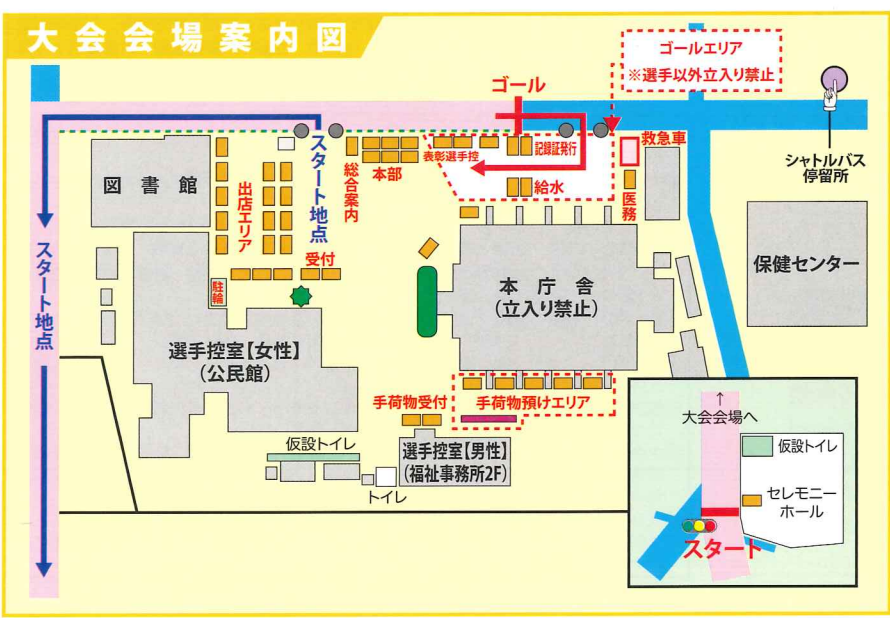 大会会場案内図
ゴールエリア
※選手以外立入り禁止
ゴール
シャトルバス
停留所
救急車
記録証発行
表彰選手控
本部
給水
総合案内
スタート地点
図書館
出店エリア
医務
受付
駐輪
スタート地点
本庁舎
(立入り禁止)
保健センター
選手控室【女性】
(公民館)
手荷物受付
手荷物預けエリア
仮設トイレ
選手控室【男性】
(福祉事務所2F)
トイレ
↑
大会会場へ
仮設トイレ
セレモニー
ホール
スタート